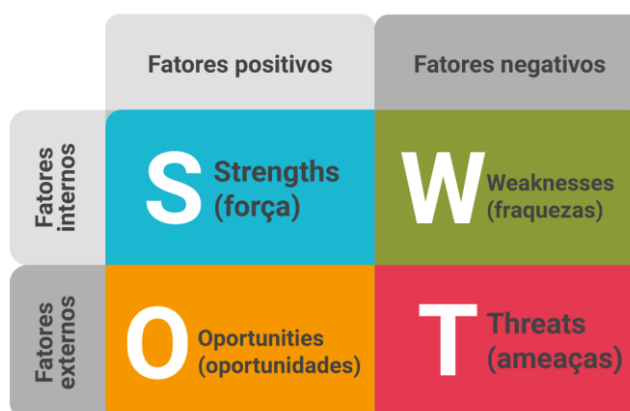 Fatores positivos
Fatores negativos
Fatores
internos
S
Strengths
(força)
W
Weaknesses
(fraquezas)
Fatores
externos
O
Oportunities
(oportunidades)
T
Threats
(ameaças)